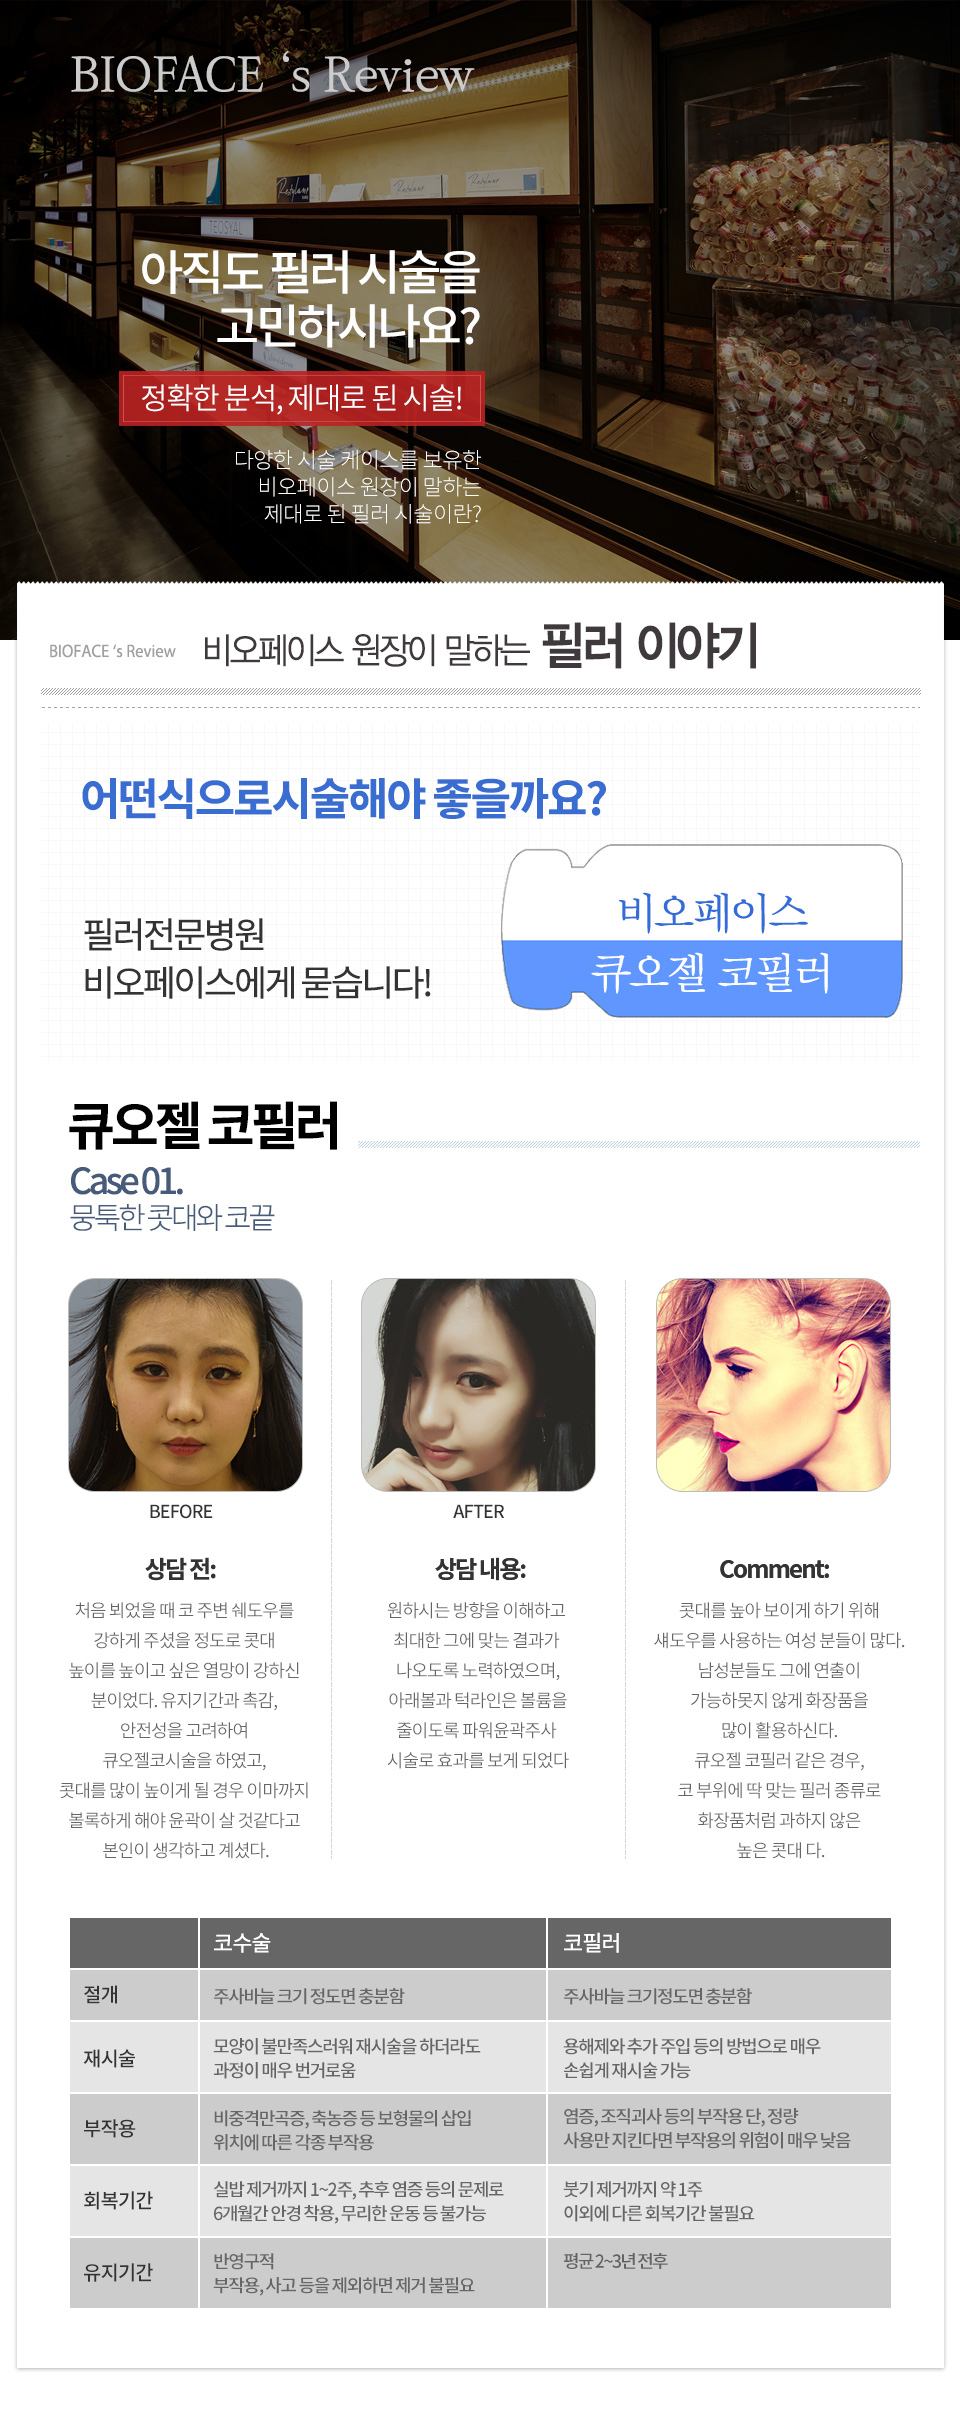 BIOFACE ‘s Review
Restylane
Restylane
Restylane
TEOSYAL
아직도 필러 시술을
고민하시나요?
정확한 분석, 제대로 된 시술!
다양한 시술 케이스를 보유한
비오페이스 원장이 말하는
제대로 된 필러 시술이란?
BIOFACE ‘s Review
비오페이스 원장이 말하는 필러 이야기
어떤식으로시술해야 좋을까요?
필러전문병원
비오페이스에게 묻습니다!
비오페이스
큐오젤 코필러
큐오젤 코필러
Case 01.
뭉툭한 콧대와 코끝
BEFORE
상담 전:
처음 뵈었을 때 코 주변 쉐도우를
강하게 주셨을 정도로 콧대
높이를 높이고 싶은 열망이 강하신
분이었다. 유지기간과 촉감,
안전성을 고려하여
큐오젤코시술을 하였고,
콧대를 많이 높이게 될 경우 이마까지
볼록하게 해야 윤곽이 살 것같다고
본인이 생각하고 계셨다.
AFTER
상담 내용:
원하시는 방향을 이해하고
최대한 그에 맞는 결과가
나오도록 노력하였으며,
아래볼과 턱라인은 볼륨을
줄이도록 파워윤곽주사
시술로 효과를 보게 되었다
Comment:
콧대를 높아 보이게 하기 위해
섀도우를 사용하는 여성 분들이 많다.
남성분들도 그에 연출이
가능하못지 않게 화장품을
많이 활용하신다.
큐오젤 코필러 같은 경우,
코 부위에 딱 맞는 필러 종류로
화장품처럼 과하지 않은
높은 콧대 다.
코수술 코필러
절개 주사바늘 크기 정도면 충분함 주사바늘 크기정도면 충분함
재시술
모양이 불만족스러워 재시술을 하더라도
과정이 매우 번거로움
용해제와 추가 주입 등의 방법으로 매우
손쉽게 재시술 가능
부작용
비중격만곡증, 축농증 등 보형물의 삽입
위치에 따른 각종 부작용
염증, 조직괴사 등의 부작용 단, 정량
사용만 지킨다면 부작용의 위험이 매우 낮음
회복기간
실밥 제거까지 1~2주, 추후 염증 등의 문제로
6개월간 안경 착용, 무리한 운동 등 불가능
붓기 제거까지 약 1주
이외에 다른 회복기간 불필요
유지기간
반영구적
부작용, 사고 등을 제외하면 제거 불필요
평균 2~3년 전후